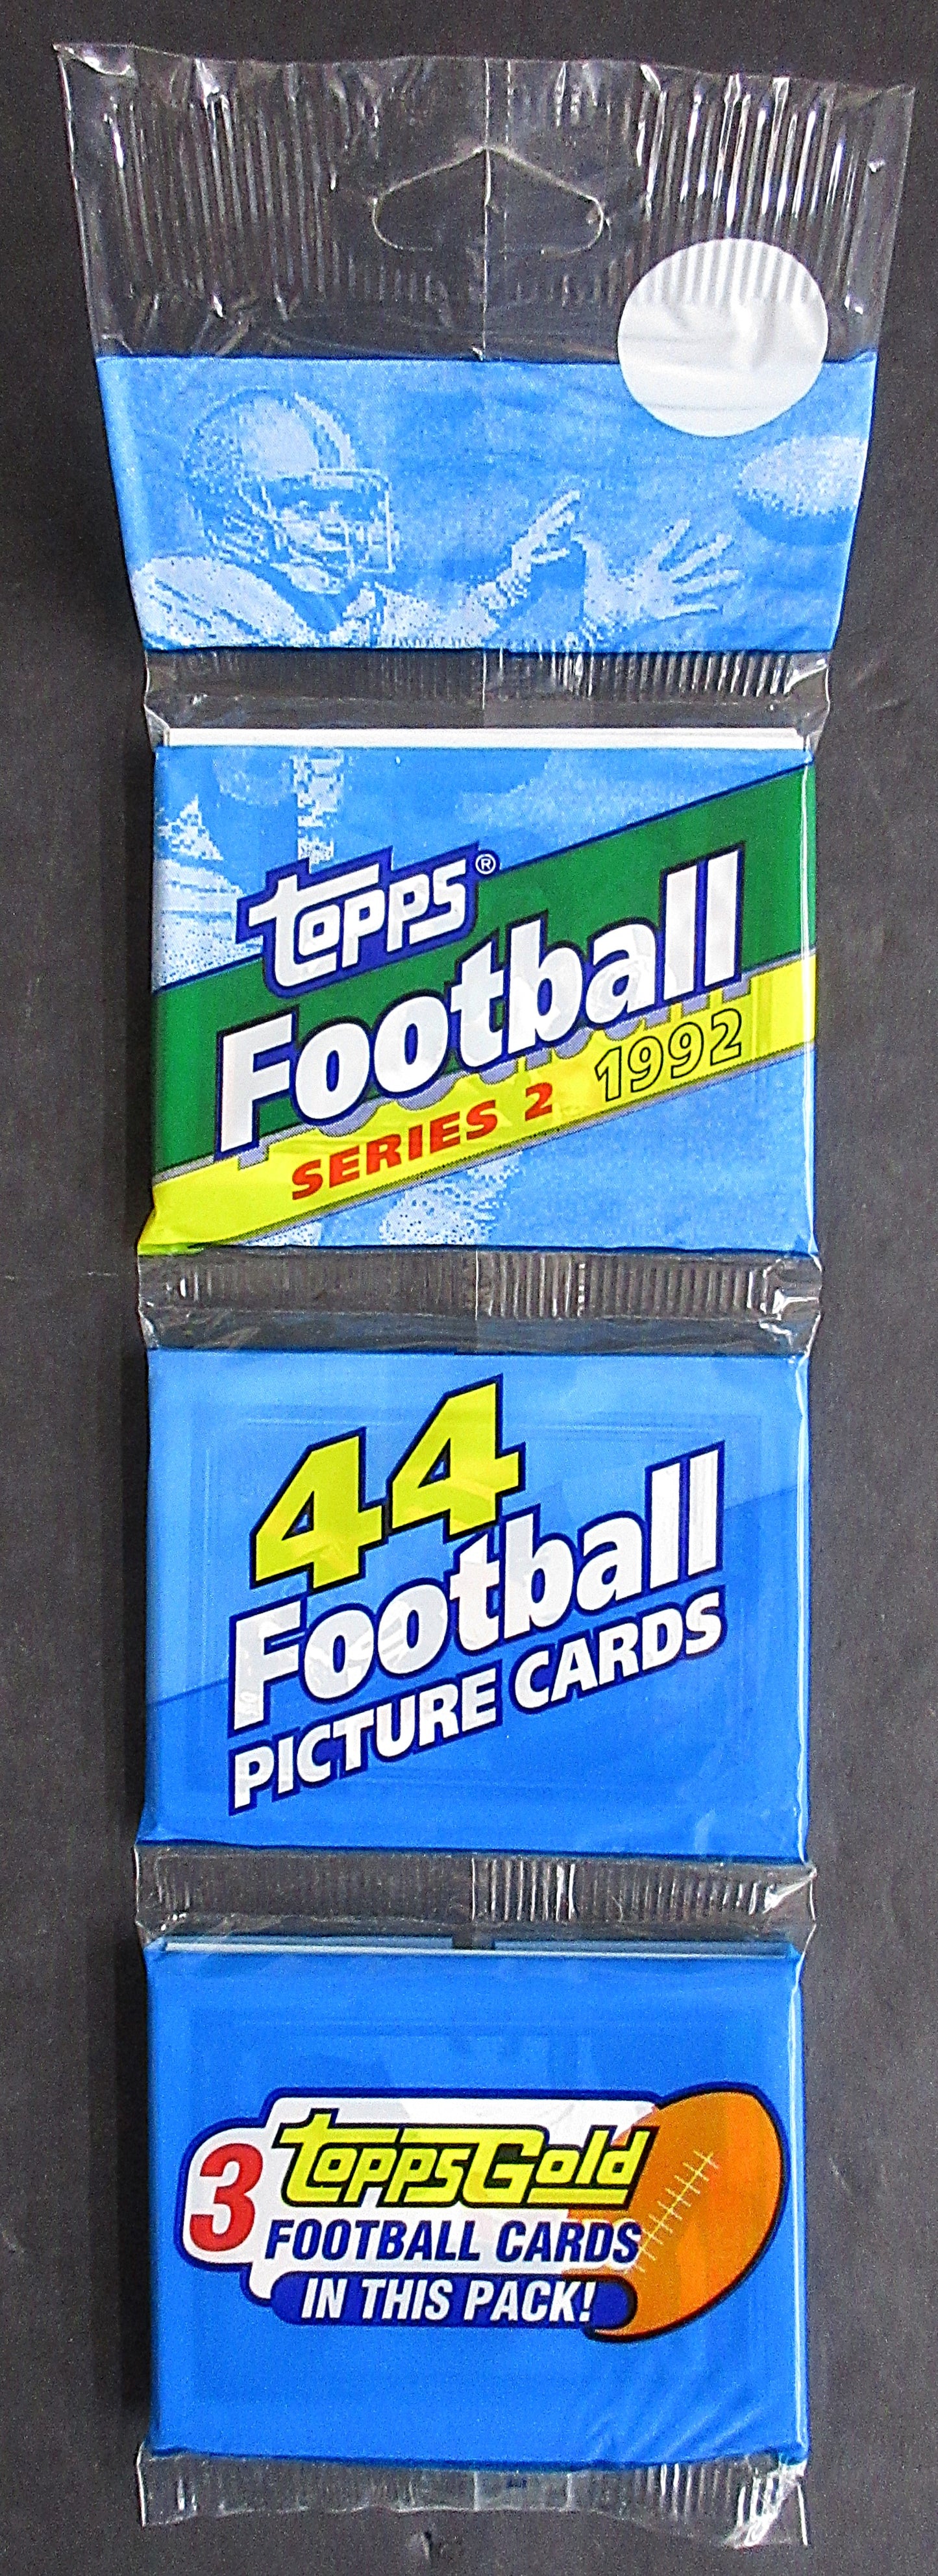 topps®
Football
SERIES 2 1992
44
Football
PICTURE CARDS
3 toppsGold
FOOTBALL CARDS
IN THIS PACK!